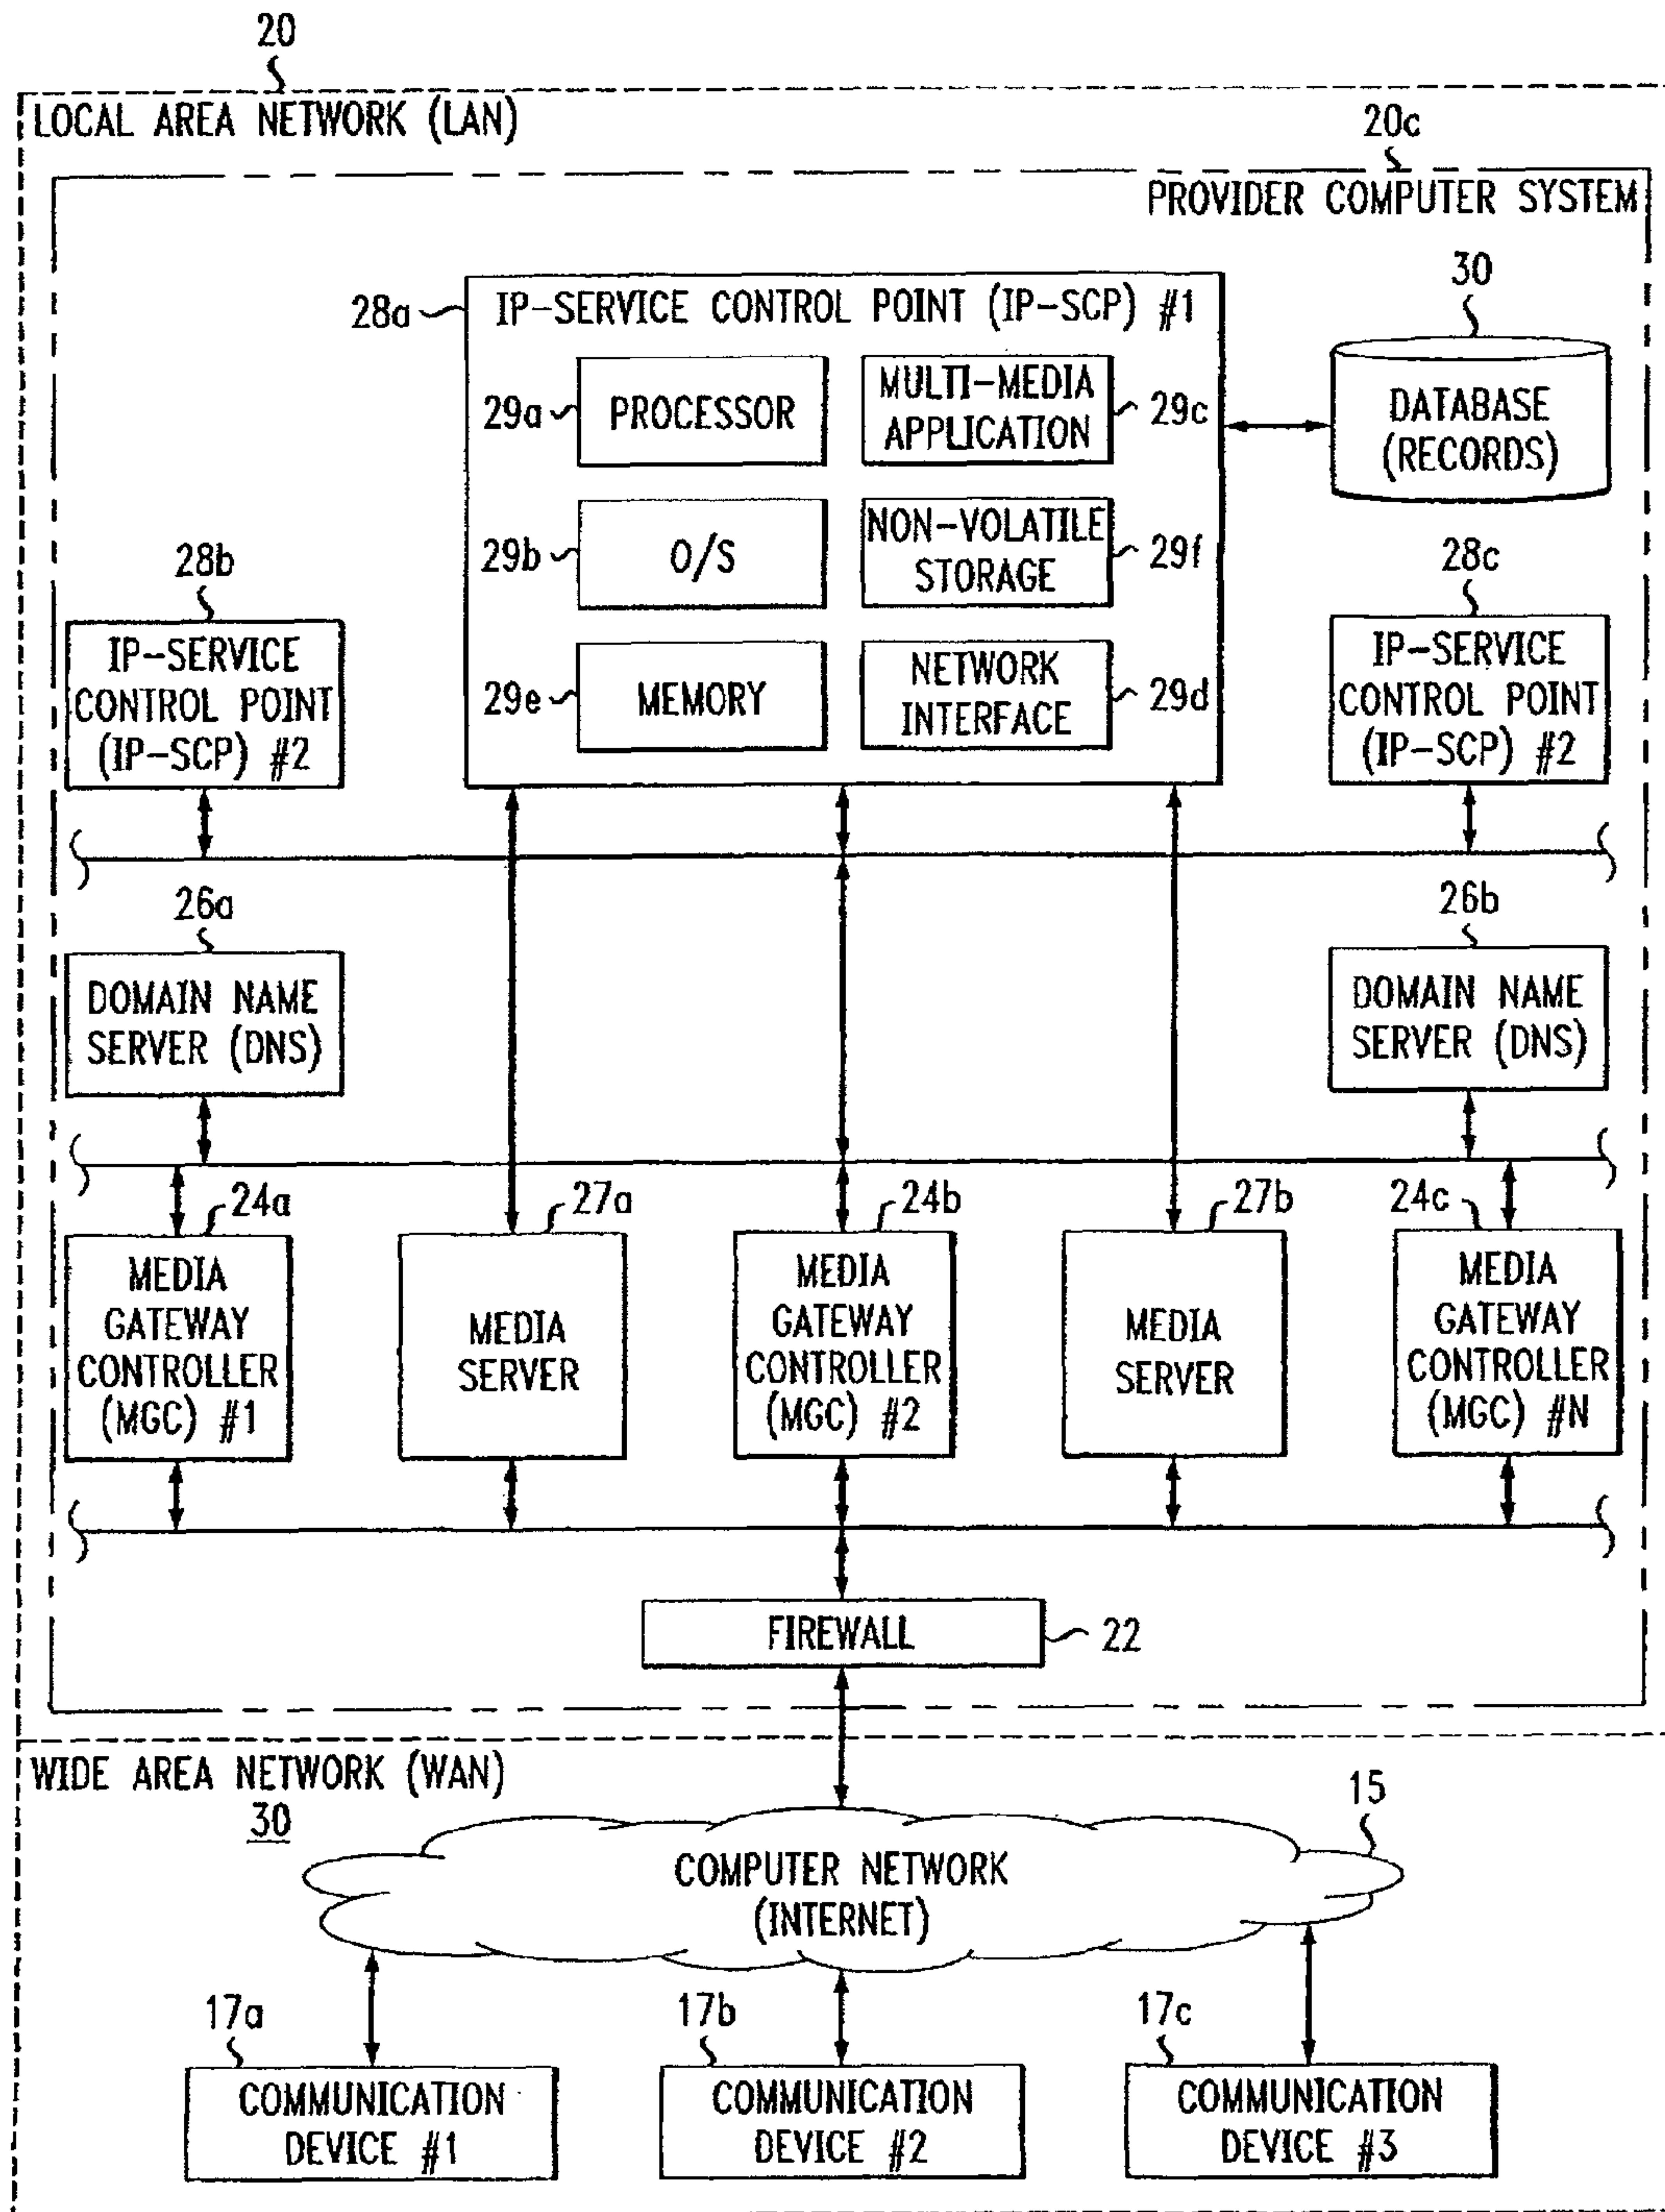 20
LOCAL AREA NETWORK (LAN)
20c
PROVIDER COMPUTER SYSTEM
28a
IP-SERVICE CONTROL POINT (IP-SCP) #1
30
29a
PROCESSOR
MULTI-MEDIA
APPLICATION
29c
DATABASE
(RECORDS)
29b
O/S
NON-VOLATILE
STORAGE
29f
28b
28c
IP-SERVICE
CONTROL POINT
(IP-SCP) #2
29e
MEMORY
NETWORK
INTERFACE
29d
IP-SERVICE
CONTROL POINT
(IP-SCP) #2
26a
26b
DOMAIN NAME
SERVER (DNS)
DOMAIN NAME
SERVER (DNS)
24a
27a
24b
27b
24c
MEDIA
GATEWAY
CONTROLLER
(MGC) #1
MEDIA
SERVER
MEDIA
GATEWAY
CONTROLLER
(MGC) #2
MEDIA
SERVER
MEDIA
GATEWAY
CONTROLLER
(MGC) #N
FIREWALL
22
WIDE AREA NETWORK (WAN)
30
15
COMPUTER NETWORK
(INTERNET)
17a
17b
17c
COMMUNICATION
DEVICE #1
COMMUNICATION
DEVICE #2
COMMUNICATION
DEVICE #3